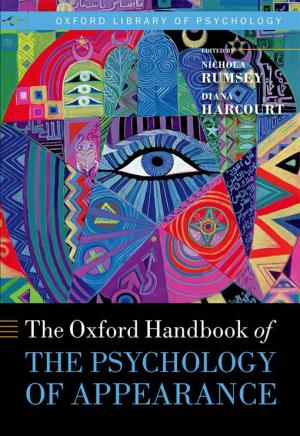 OXFORD LIBRARY OF PSYCHOLOGY
EDITED BY
NICHOLA
RUMSEY
DIANA
HARCOURT
The Oxford Handbook of
THE PSYCHOLOGY
OF APPEARANCE